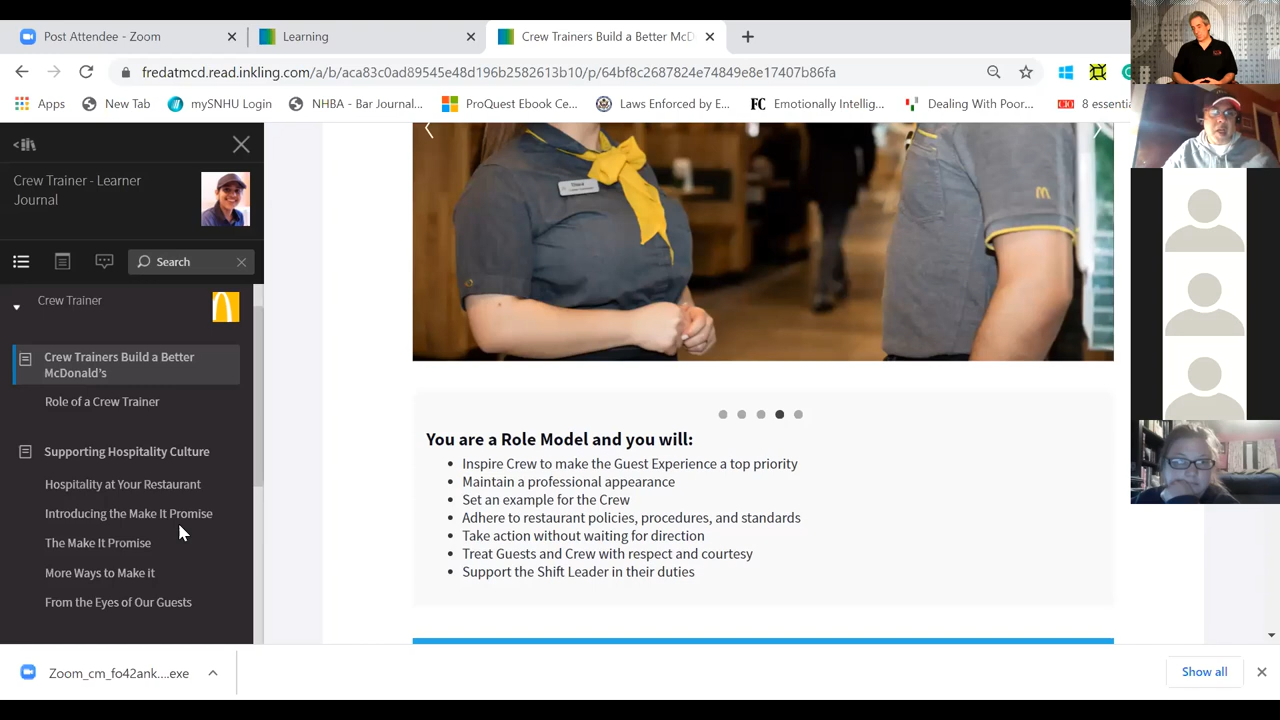 Post Attendee - Zoom
Learning
Crew Trainers Build a Better McD
fredatmcd.read.inkling.com/a/b/aca83c0ad89545e48d196b2582613b10/p/64bf8c2687824e74849e8e17407b86fa
Apps
New Tab
mySNHU Login
NHBA - Bar Journal...
ProQuest Ebook Ce...
Laws Enforced by E...
FC
Emotionally Intellig...
Dealing With Poor...
CIO
8 essenti
Crew Trainer - Learner
Journal
Search
Crew Trainer
Crew Trainers Build a Better
McDonald's
Role of a Crew Trainer
Supporting Hospitality Culture
Hospitality at Your Restaurant
Introducing the Make It Promise
The Make It Promise
More Ways to Make it
From the Eyes of Our Guests
You are a Role Model and you will:
• Inspire Crew to make the Guest Experience a top priority
• Maintain a professional appearance
• Set an example for the Crew
• Adhere to restaurant policies, procedures, and standards
• Take action without waiting for direction
• Treat Guests and Crew with respect and courtesy
• Support the Shift Leader in their duties
Zoom_cm_fo42ank....exe
Show all